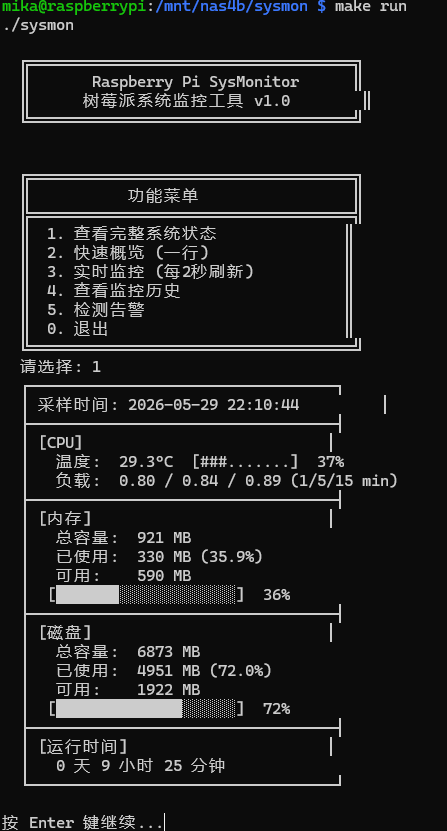 mika@raspberrypi:/mnt/nas4b/sysmon $ make run
./sysmon
Raspberry Pi SysMonitor
树莓派系统监控工具 v1.0
功能菜单
1. 查看完整系统状态
2. 快速概览 (一行)
3. 实时监控 (每2秒刷新)
4. 查看监控历史
5. 检测告警
0. 退出
请选择: 1
采样时间: 2026-05-29 22:10:44
[CPU]
温度: 29.3°C [###.......] 37%
负载: 0.80 / 0.84 / 0.89 (1/5/15 min)
[内存]
总容量: 921 MB
已使用: 330 MB (35.9%)
可用: 590 MB
[███████░░░░░░░░░░░░░] 36%
[磁盘]
总容量: 6873 MB
已使用: 4951 MB (72.0%)
可用: 1922 MB
[██████████████░░░░░░] 72%
[运行时间]
0 天 9 小时 25 分钟
按 Enter 键继续...